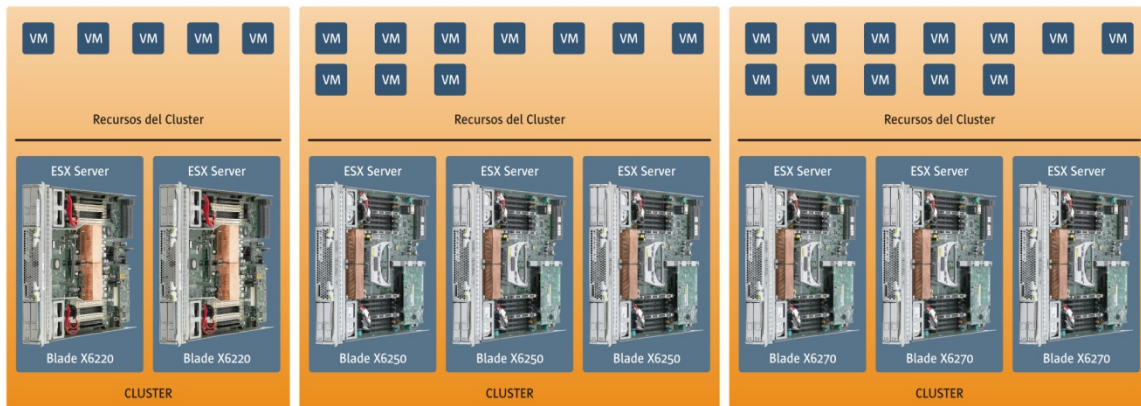 VM VM VM VM VM
Recursos del Cluster
ESX Server ESX Server
Blade X6220 Blade X6220
CLUSTER
VM VM VM VM VM VM VM
VM VM VM
Recursos del Cluster
ESX Server ESX Server ESX Server
Blade X6250 Blade X6250 Blade X6250
CLUSTER
VM VM VM VM VM VM VM
VM VM VM VM VM
Recursos del Cluster
ESX Server ESX Server ESX Server
Blade X6270 Blade X6270 Blade X6270
CLUSTER